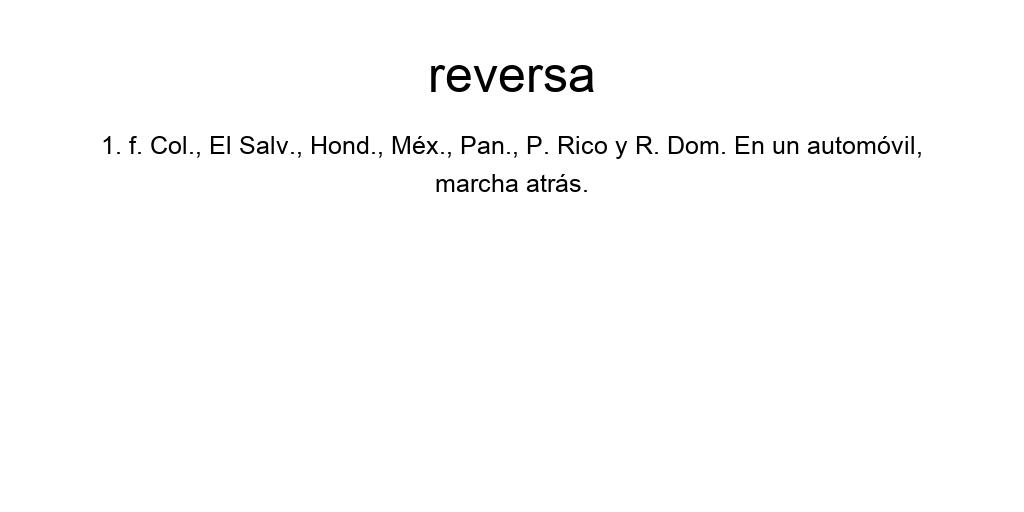 reversa
1. f. Col., El Salv., Hond., Méx., Pan., P. Rico y R. Dom. En un automóvil,
marcha atrás.